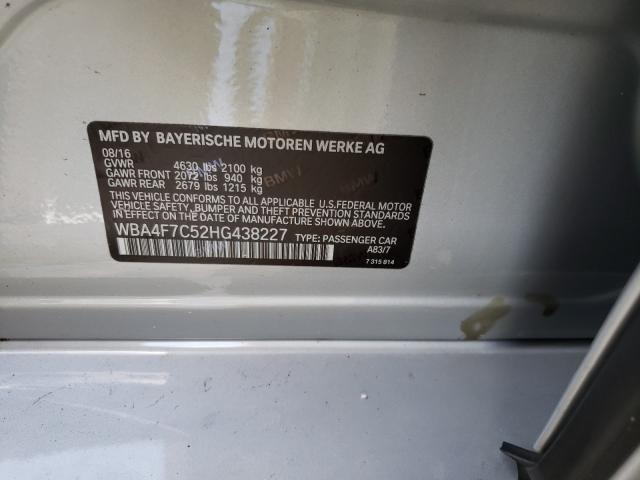 MFD BY BAYERISCHE MOTOREN WERKE AG
08/16
GVWR 4630 lbs 2100 kg
GAWR FRONT 2072 lbs 940 kg
GAWR REAR 2679 lbs 1215 kg
THIS VEHICLE CONFORMS TO ALL APPLICABLE U.S.FEDERAL MOTOR
VEHICLE SAFETY, BUMPER AND THEFT PREVENTION STANDARDS
IN EFFECT ON THE DATE OF MANUFACTURE SHOWN ABOVE.
WBA4F7C52HG438227 TYPE: PASSENGER CAR
A83/7
7 315 814
BMW